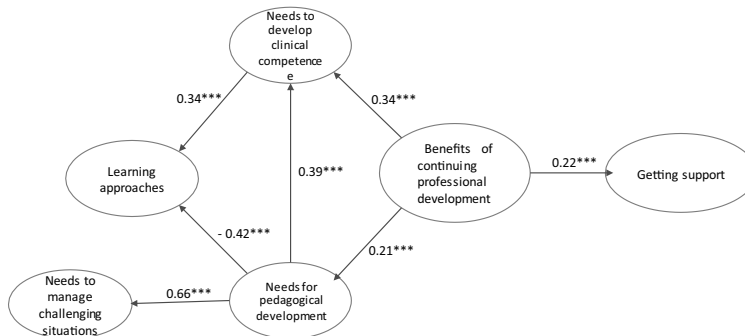 Needs to
develop clinical
competenc
e
0.34***
0.34***
Learning
approaches
0.39***
Benefits of
continuing
professional
development
0.22***
Getting support
- 0.42***
0.21***
Needs to
manage
challenging
situations
0.66***
Needs for
pedagogical
development